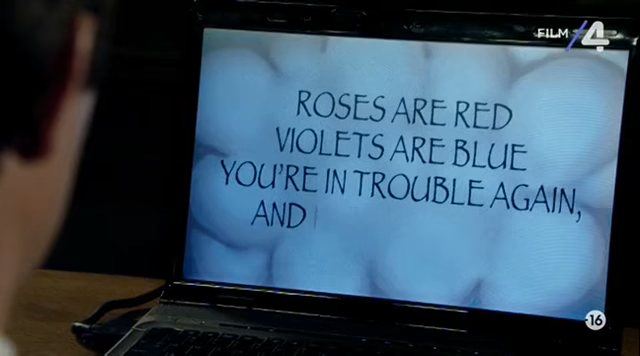 FILM 4
ROSES ARE RED
VIOLETS ARE BLUE
YOU'RE IN TROUBLE AGAIN,
AND
-16